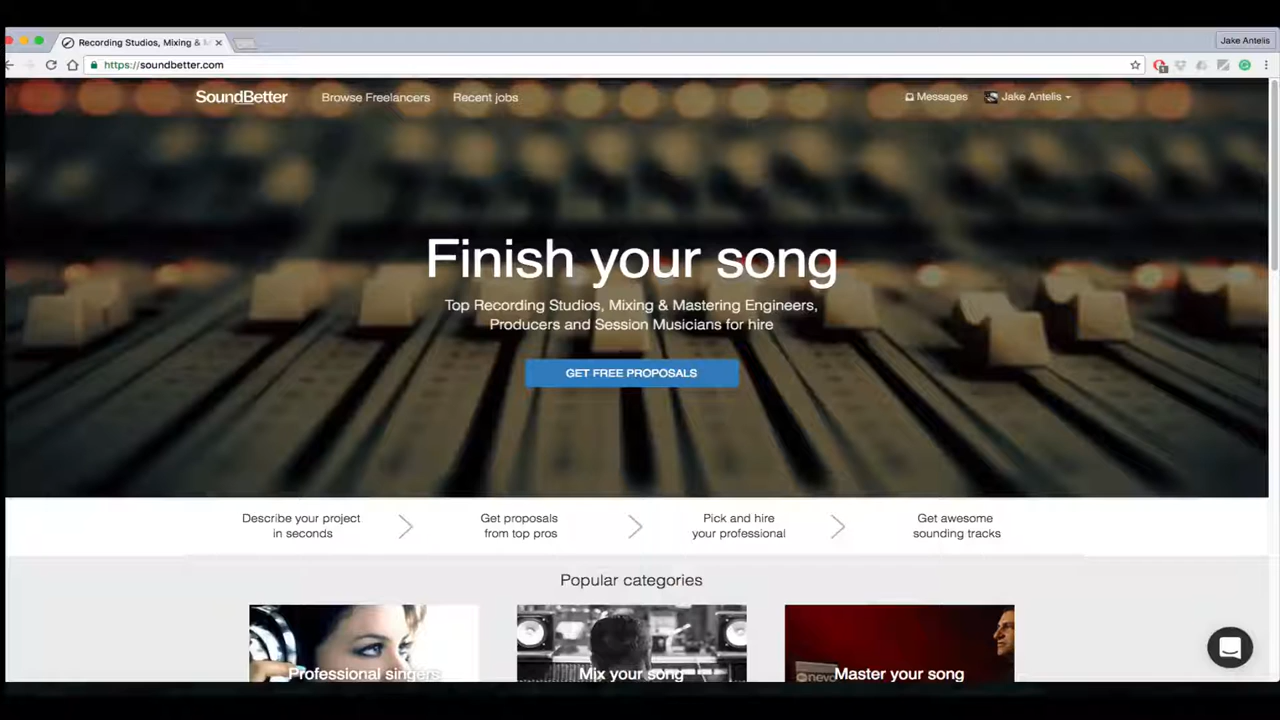 Recording Studios, Mixing & M
Jake Antelis
https://soundbetter.com
1
SoundBetter
Browse Freelancers
Recent jobs
Messages
Jake Antelis
Finish your song
Top Recording Studios, Mixing & Mastering Engineers,
Producers and Session Musicians for hire
GET FREE PROPOSALS
Describe your project
in seconds
Get proposals
from top pros
Pick and hire
your professional
Get awesome
sounding tracks
Popular categories
Professional singers
Mix your song
Master your song
nevo